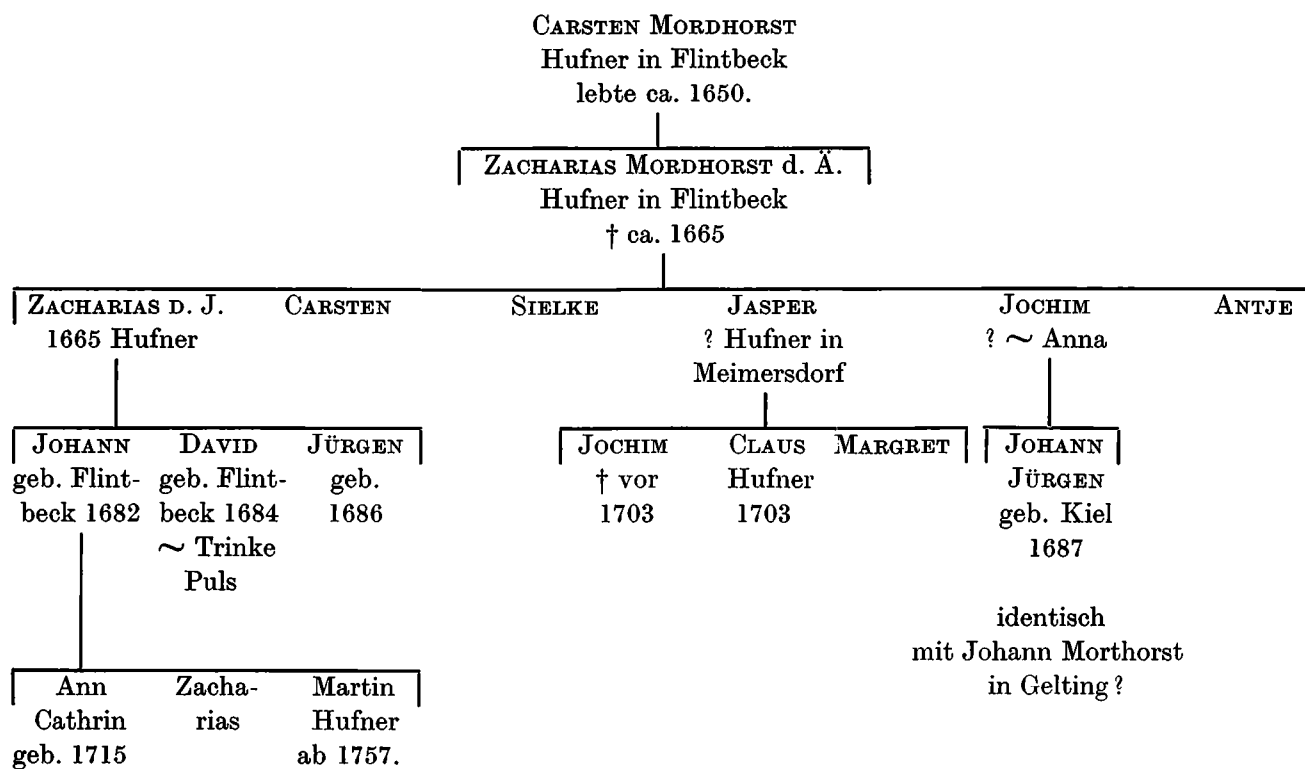 CARSTEN MORDHORST
Hufner in Flintbeck
lebte ca. 1650.
ZACHARIAS MORDHORST d. Ä.
Hufner in Flintbeck
† ca. 1665
ZACHARIAS D. J.
1665 Hufner
CARSTEN
SIELKE
JASPER
? Hufner in
Meimersdorf
JOCHIM
? ~ Anna
ANTJE
JOHANN
geb. Flint-
beck 1682
DAVID
geb. Flint-
beck 1684
~ Trinke
Puls
JÜRGEN
geb.
1686
JOCHIM
† vor
1703
CLAUS
Hufner
1703
MARGRET
JOHANN
JÜRGEN
geb. Kiel
1687
identisch
mit Johann Morthorst
in Gelting ?
Ann
Cathrin
geb. 1715
Zacha-
rias
Martin
Hufner
ab 1757.